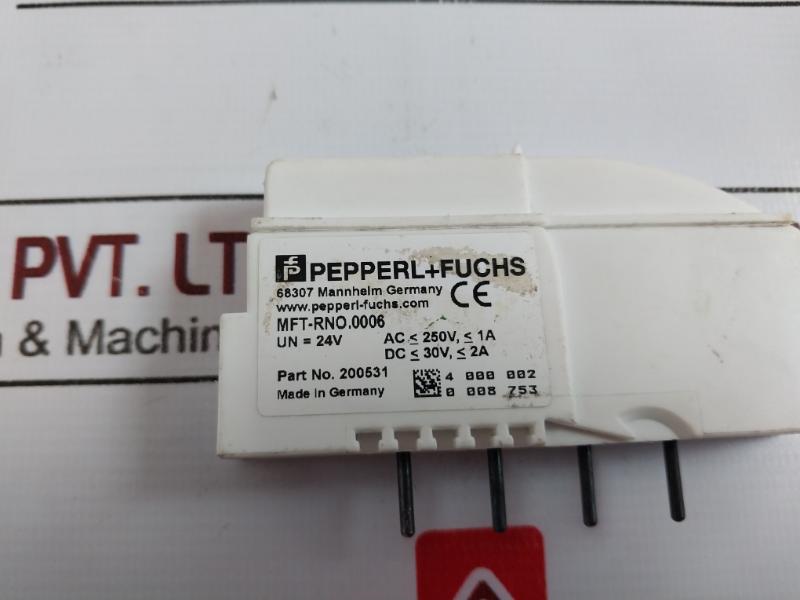 PVT. LT
& Machin
PEPPERL+FUCHS
68307 Mannheim Germany
www.pepperl-fuchs.com
CE
MFT-RNO.0006
UN = 24V AC ≤ 250V, ≤ 1A
DC ≤ 30V, ≤ 2A
Part No. 200531 4 000 002
Made in Germany 0 008 753